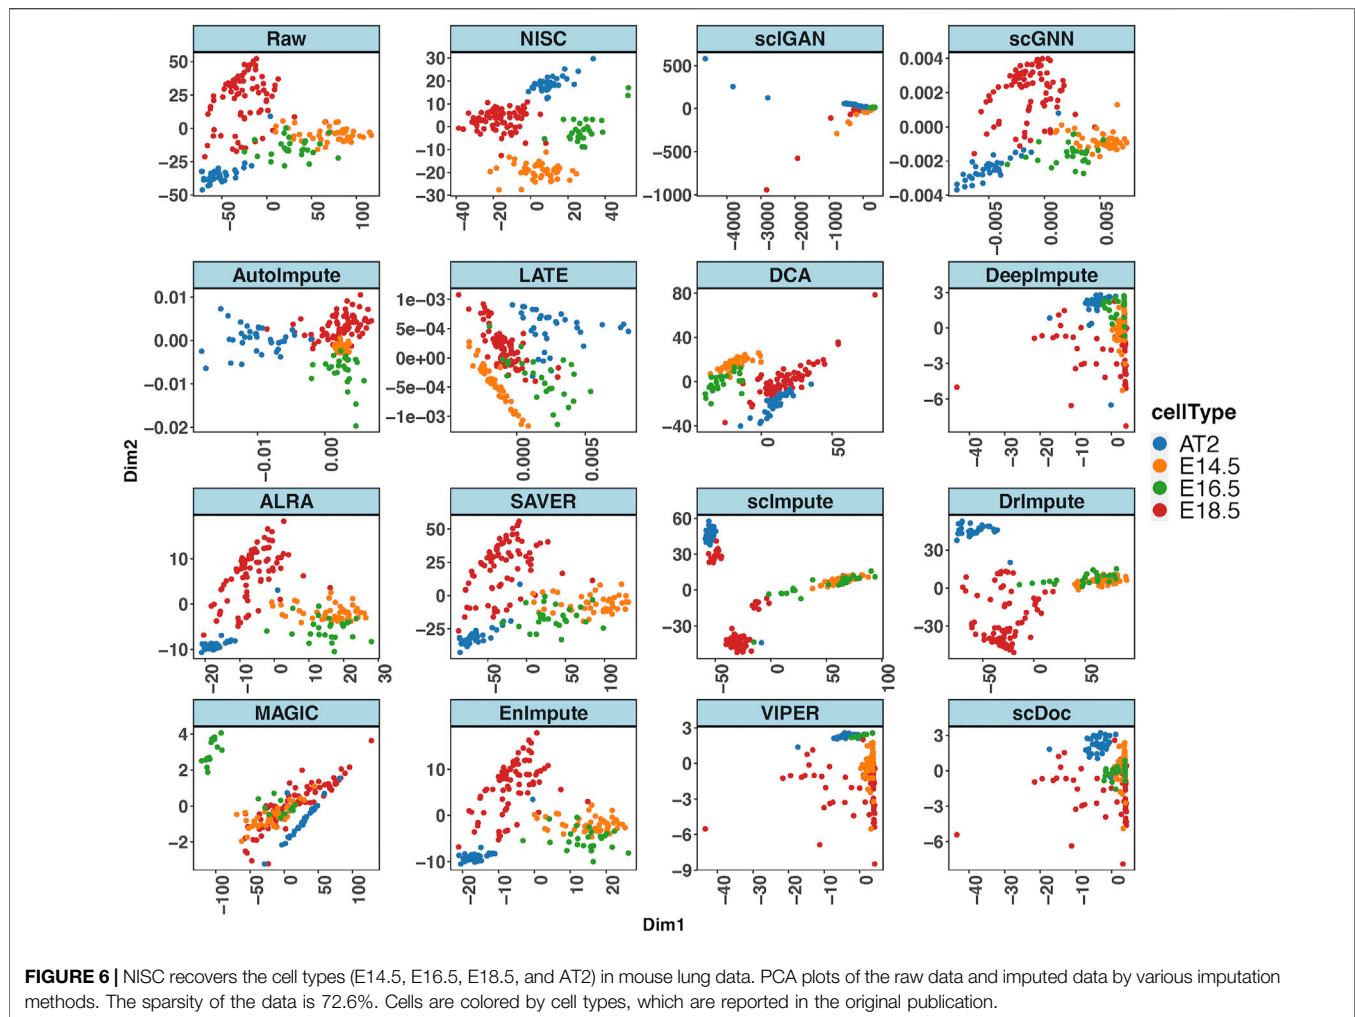 Raw NISC scIGAN scGNN
50 25 0 −25 −50
−50 0 50 100
30 20 10 0 −10 −20 −30
−40 −20 0 20 40
500 0 −500 −1000
−4000 −3000 −2000 −1000 0
0.004 0.002 0.000 −0.002 −0.004
−0.005 0.000 0.005
AutoImpute LATE DCA DeepImpute
0.01 0.00 −0.01 −0.02
−0.01 0.00
1e−03 5e−04 0e+00 −5e−04 −1e−03
0.000 0.005
80 40 0 −40
0 50
3 0 −3 −6
−40 −30 −20 −10 0
Dim2
cellType
AT2
E14.5
E16.5
E18.5
ALRA SAVER scImpute DrImpute
10 0 −10
−20 −10 0 10 20 30
50 25 0 −25
−50 0 50 100
60 30 0 −30
−50 0 50 100
30 0 −30
−50 0 50
MAGIC EnImpute VIPER scDoc
4 2 0 −2
−100 −50 0 50 100
10 0 −10
−20 −10 0 10 20
3 0 −3 −6 −9
−40 −30 −20 −10 0
3 0 −3 −6
−40 −30 −20 −10 0
Dim1
FIGURE 6 | NISC recovers the cell types (E14.5, E16.5, E18.5, and AT2) in mouse lung data. PCA plots of the raw data and imputed data by various imputation
methods. The sparsity of the data is 72.6%. Cells are colored by cell types, which are reported in the original publication.